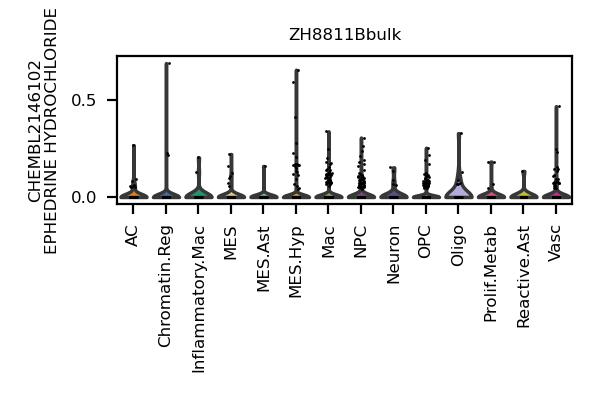 ZH8811Bbulk
CHEMBL2146102
EPHEDRINE HYDROCHLORIDE
0.5
0.0
AC
Chromatin.Reg
Inflammatory.Mac
MES
MES.Ast
MES.Hyp
Mac
NPC
Neuron
OPC
Oligo
Prolif.Metab
Reactive.Ast
Vasc